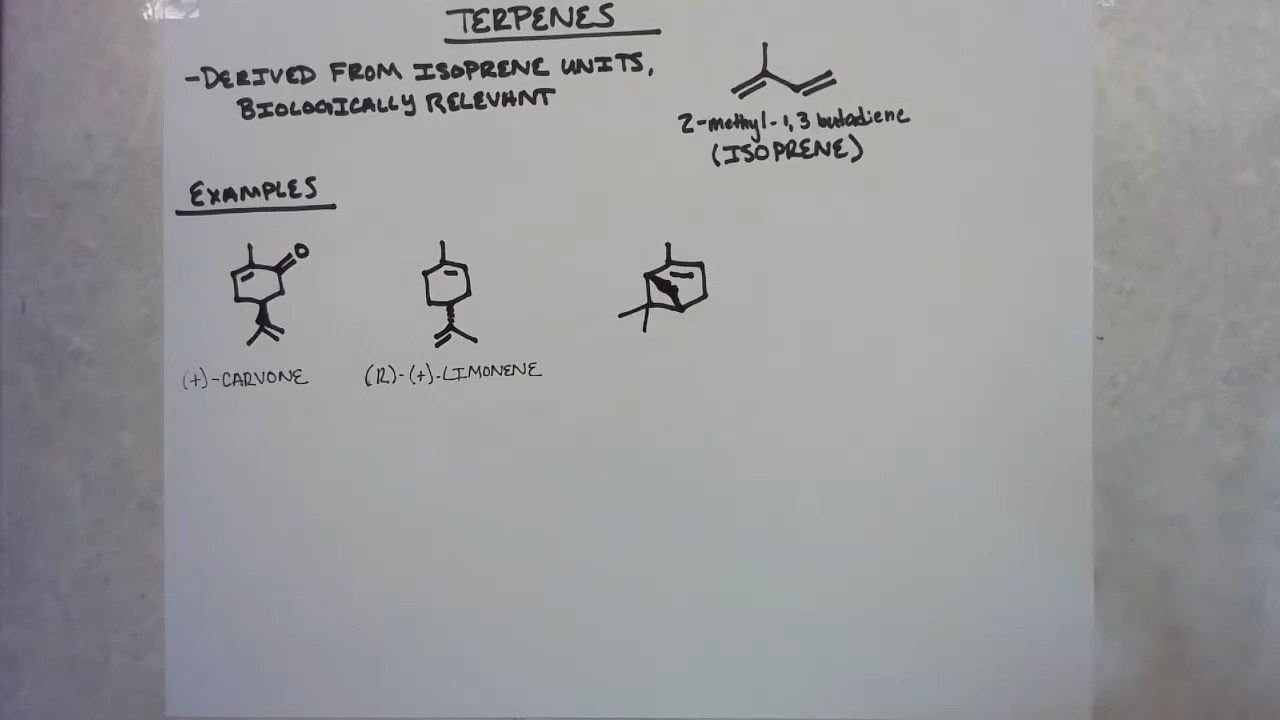 TERPENES
-DERIVED FROM ISOPRENE UNITS,
BIOLOGICALLY RELEVANT
2-methyl-1,3 butadiene
(ISOPRENE)
EXAMPLES
O
(+)-CARVONE
(R)-(+)-LIMONENE